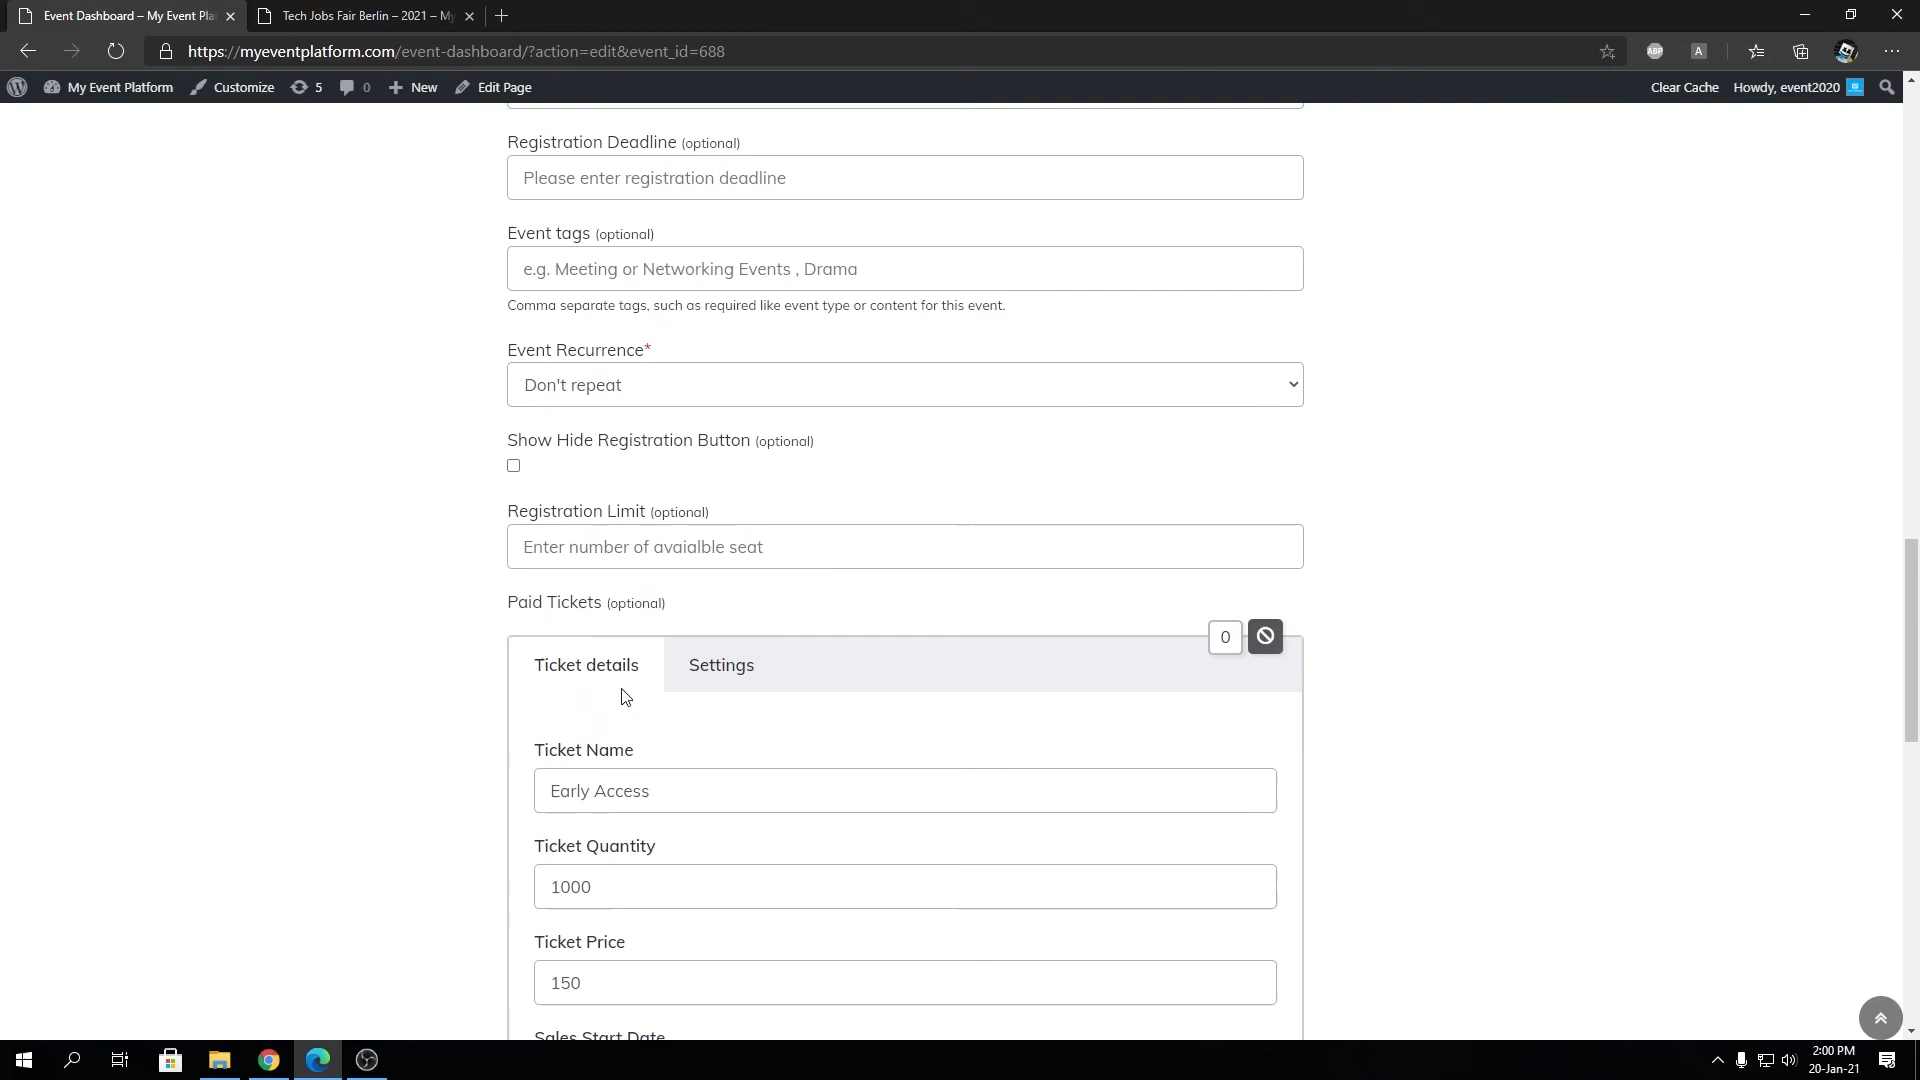 Event Dashboard – My Event Pla
Tech Jobs Fair Berlin – 2021 – My
https://myeventplatform.com/event-dashboard/?action=edit&event_id=688
ABP
A
My Event Platform
Customize
5
0
New
Edit Page
Clear Cache
Howdy, event2020
Registration Deadline (optional)
Please enter registration deadline
Event tags (optional)
e.g. Meeting or Networking Events , Drama
Comma separate tags, such as required like event type or content for this event.
Event Recurrence*
Don't repeat
Show Hide Registration Button (optional)
Registration Limit (optional)
Enter number of avaialble seat
Paid Tickets (optional)
0
Ticket details
Settings
Ticket Name
Early Access
Ticket Quantity
1000
Ticket Price
150
Sales Start Date
2:00 PM
20-Jan-21